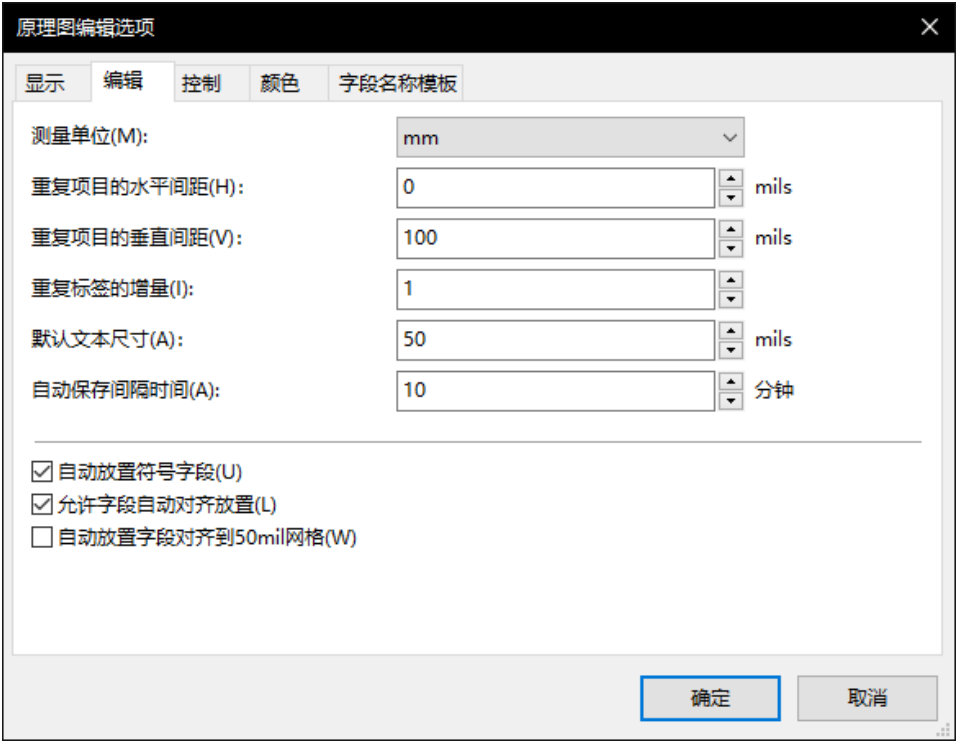 原理图编辑选项
显示 编辑 控制 颜色 字段名称模板
测量单位(M): mm
重复项目的水平间距(H): 0 mils
重复项目的垂直间距(V): 100 mils
重复标签的增量(I): 1
默认文本尺寸(A): 50 mils
自动保存间隔时间(A): 10 分钟
自动放置符号字段(U)
允许字段自动对齐放置(L)
自动放置字段对齐到50mil网格(W)
确定 取消